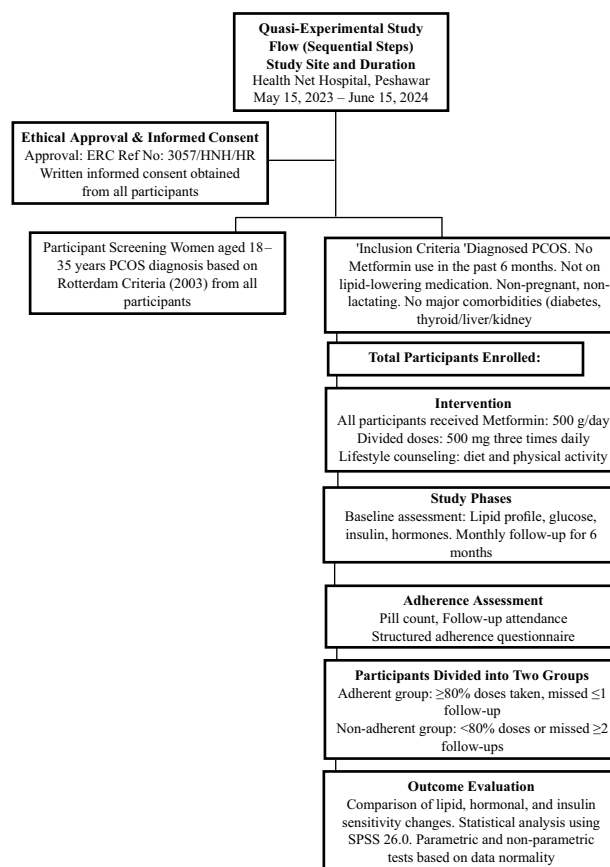 Quasi-Experimental Study
Flow (Sequential Steps)
Study Site and Duration
Health Net Hospital, Peshawar
May 15, 2023 – June 15, 2024
Ethical Approval & Informed Consent
Approval: ERC Ref No: 3057/HNH/HR
Written informed consent obtained
from all participants
Participant Screening Women aged 18–
35 years PCOS diagnosis based on
Rotterdam Criteria (2003) from all
participants
'Inclusion Criteria 'Diagnosed PCOS. No
Metformin use in the past 6 months. Not on
lipid-lowering medication. Non-pregnant, non-
lactating. No major comorbidities (diabetes,
thyroid/liver/kidney
Total Participants Enrolled:
Intervention
All participants received Metformin: 500 g/day
Divided doses: 500 mg three times daily
Lifestyle counseling: diet and physical activity
Study Phases
Baseline assessment: Lipid profile, glucose,
insulin, hormones. Monthly follow-up for 6
months
Adherence Assessment
Pill count, Follow-up attendance
Structured adherence questionnaire
Participants Divided into Two Groups
Adherent group: ≥80% doses taken, missed ≤1
follow-up
Non-adherent group: <80% doses or missed ≥2
follow-ups
Outcome Evaluation
Comparison of lipid, hormonal, and insulin
sensitivity changes. Statistical analysis using
SPSS 26.0. Parametric and non-parametric
tests based on data normality